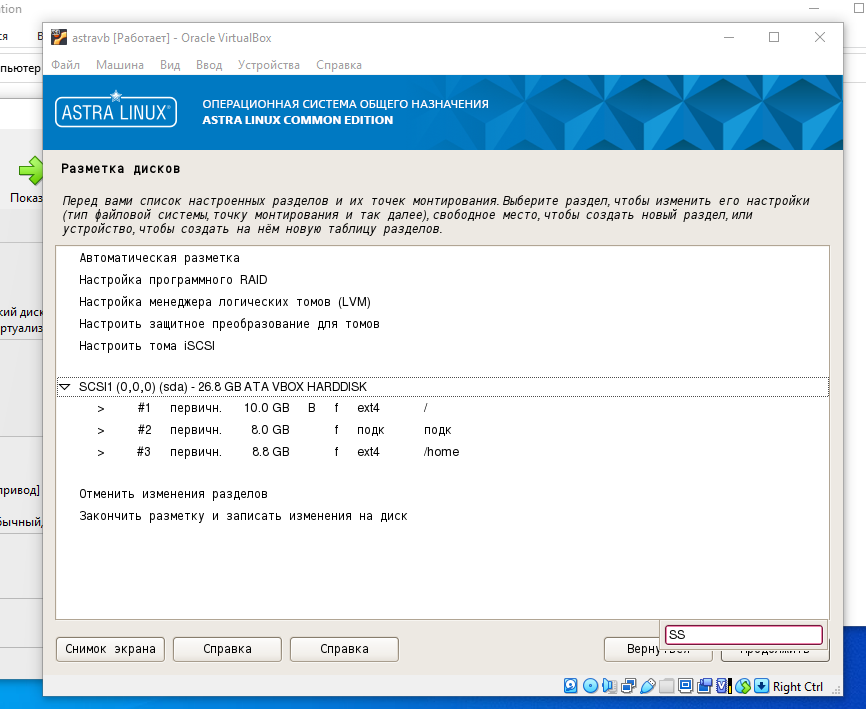 tion
ся
В
пьютер
Показ
кий диск
ртуализ
привод]
бычный,
astravb [Работает] - Oracle VirtualBox
Файл Машина Вид Ввод Устройства Справка
ASTRA LINUX®
ОПЕРАЦИОННАЯ СИСТЕМА ОБЩЕГО НАЗНАЧЕНИЯ
ASTRA LINUX COMMON EDITION
Разметка дисков
Перед вами список настроенных разделов и их точек монтирования. Выберите раздел, чтобы изменить его настройки
(тип файловой системы, точку монтирования и так далее), свободное место, чтобы создать новый раздел, или
устройство, чтобы создать на нём новую таблицу разделов.
Автоматическая разметка
Настройка программного RAID
Настройка менеджера логических томов (LVM)
Настроить защитное преобразование для томов
Настроить тома iSCSI
SCSI1 (0,0,0) (sda) - 26.8 GB ATA VBOX HARDDISK
> #1 первичн. 10.0 GB B f ext4 /
> #2 первичн. 8.0 GB f подк подк
> #3 первичн. 8.8 GB f ext4 /home
Отменить изменения разделов
Закончить разметку и записать изменения на диск
SS
Снимок экрана Справка Справка Вернуться Продолжить
Right Ctrl